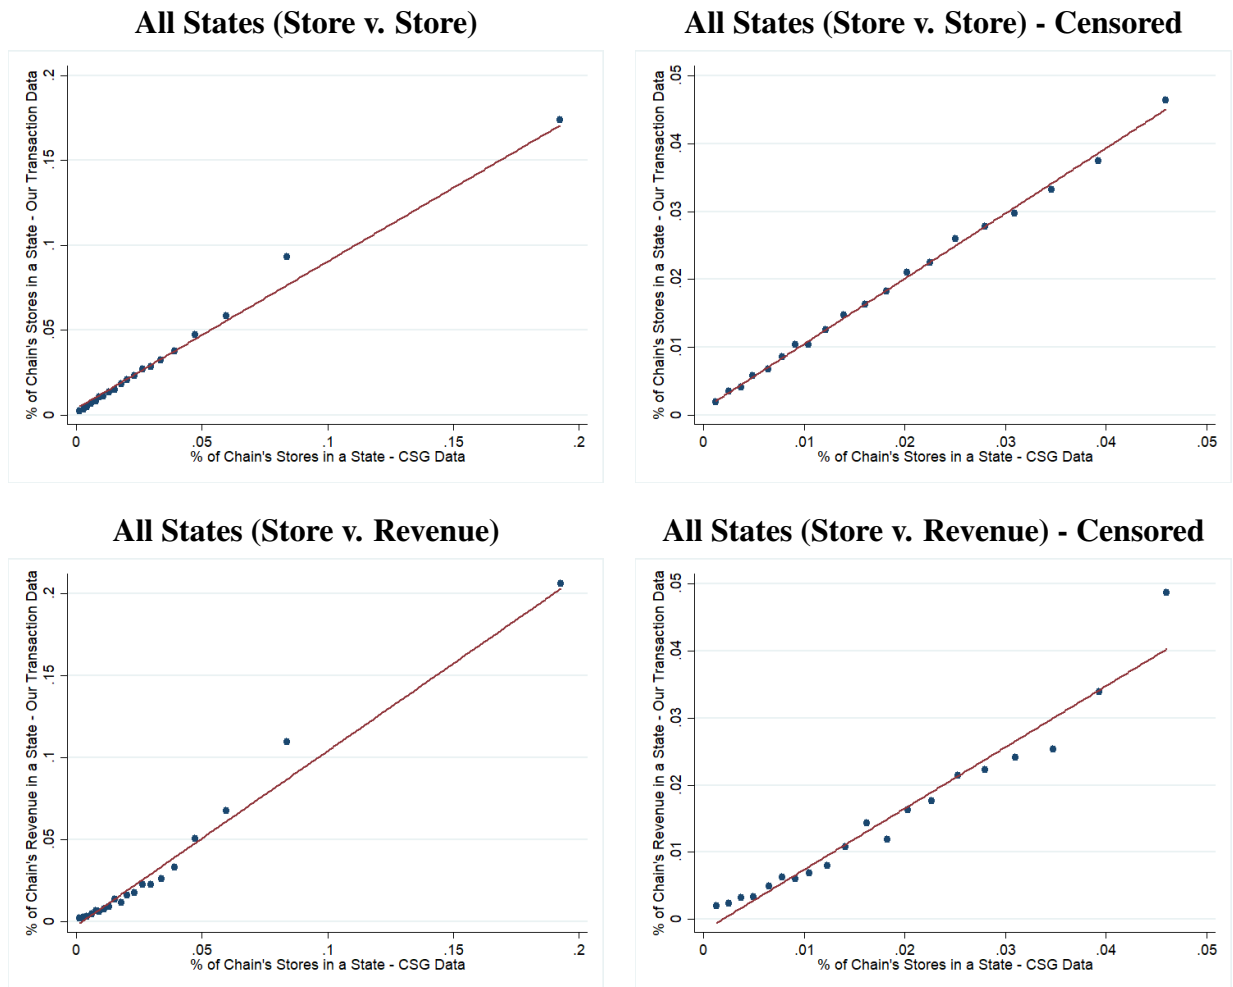 All States (Store v. Store)
% of Chain's Stores in a State - Our Transaction Data
.2
.15
.1
.05
0
0 .05 .1 .15 .2
% of Chain's Stores in a State - CSG Data
All States (Store v. Store) - Censored
% of Chain's Stores in a State - Our Transaction Data
.05
.04
.03
.02
.01
0
0 .01 .02 .03 .04 .05
% of Chain's Stores in a State - CSG Data
All States (Store v. Revenue)
% of Chain's Revenue in a State - Our Transaction Data
.2
.15
.1
.05
0
0 .05 .1 .15 .2
% of Chain's Stores in a State - CSG Data
All States (Store v. Revenue) - Censored
% of Chain's Revenue in a State - Our Transaction Data
.05
.04
.03
.02
.01
0
0 .01 .02 .03 .04 .05
% of Chain's Stores in a State - CSG Data